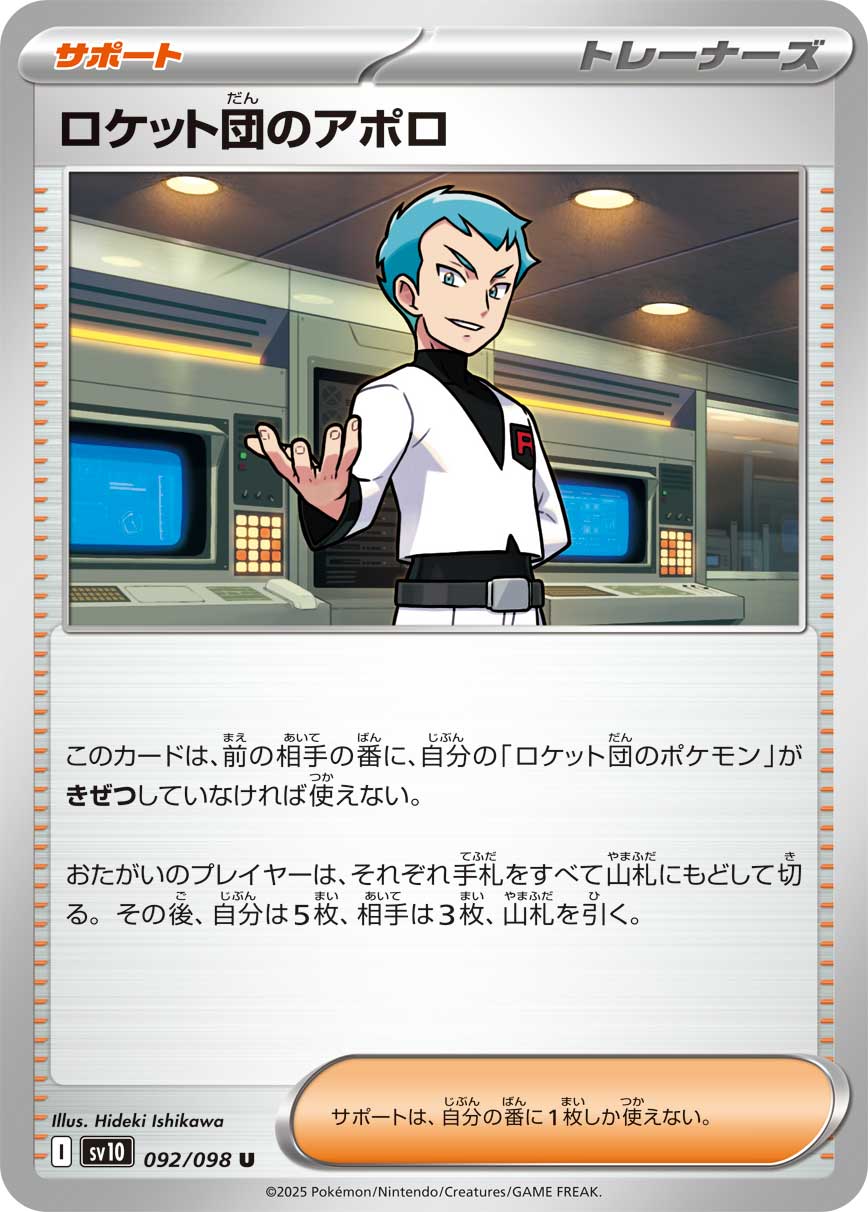 サポート
トレーナーズ
ロケット団のアポロ
このカードは、前の相手の番に、自分の「ロケット団のポケモン」が
きぜつしていなければ使えない。
おたがいのプレイヤーは、それぞれ手札をすべて山札にもどして切
る。その後、自分は5枚、相手は3枚、山札を引く。
サポートは、自分の番に1枚しか使えない。
Illus. Hideki Ishikawa
I sv10 092/098 U
©2025 Pokémon/Nintendo/Creatures/GAME FREAK.